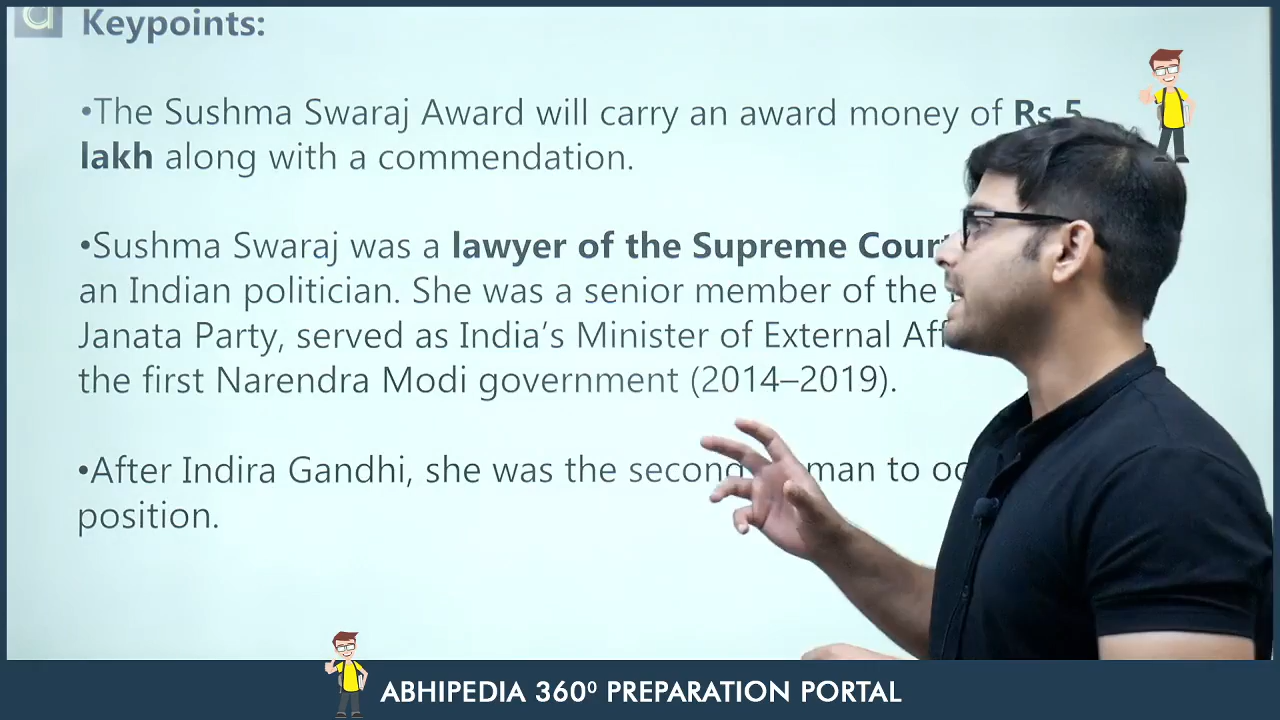 a
Keypoints:
•The Sushma Swaraj Award will carry an award money of Rs 5
lakh along with a commendation.
•Sushma Swaraj was a lawyer of the Supreme Court
an Indian politician. She was a senior member of the
Janata Party, served as India's Minister of External
the first Narendra Modi government (2014–2019).
•After Indira Gandhi, she was the second to
position.
ABHIPEDIA 360⁰ PREPARATION PORTAL